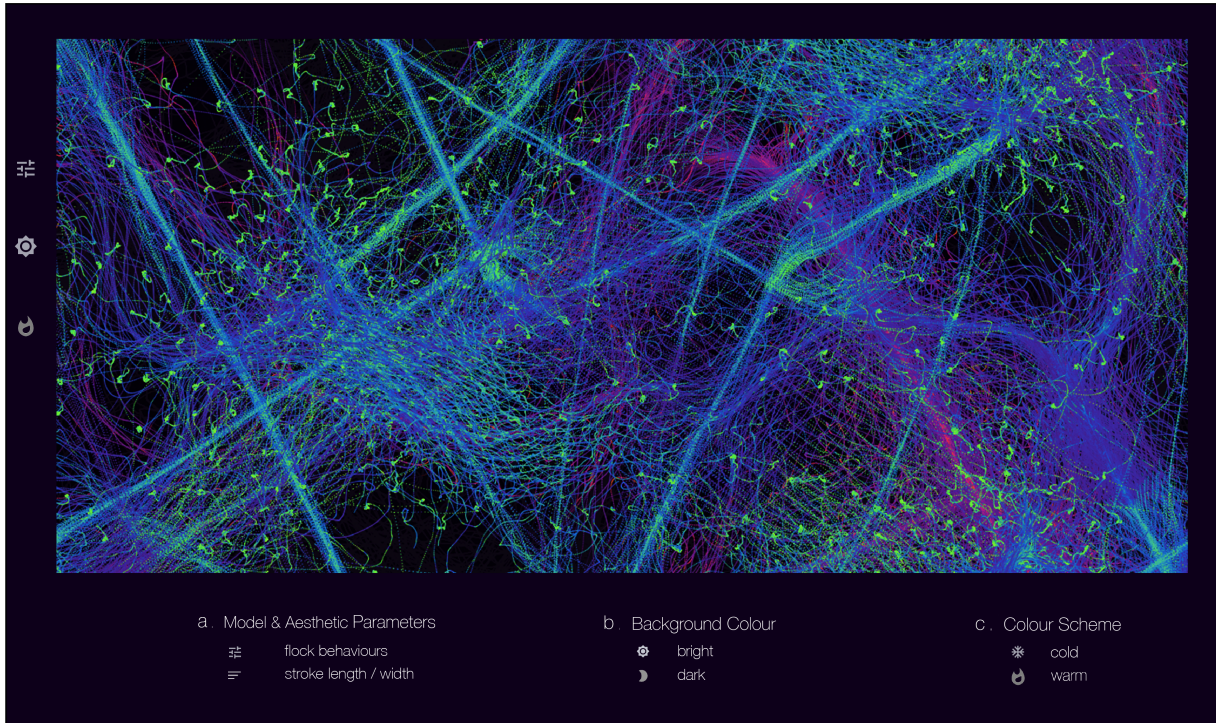 a . Model & Aesthetic Parameters
flock behaviours
stroke length / width
b . Background Colour
bright
dark
c . Colour Scheme
cold
warm